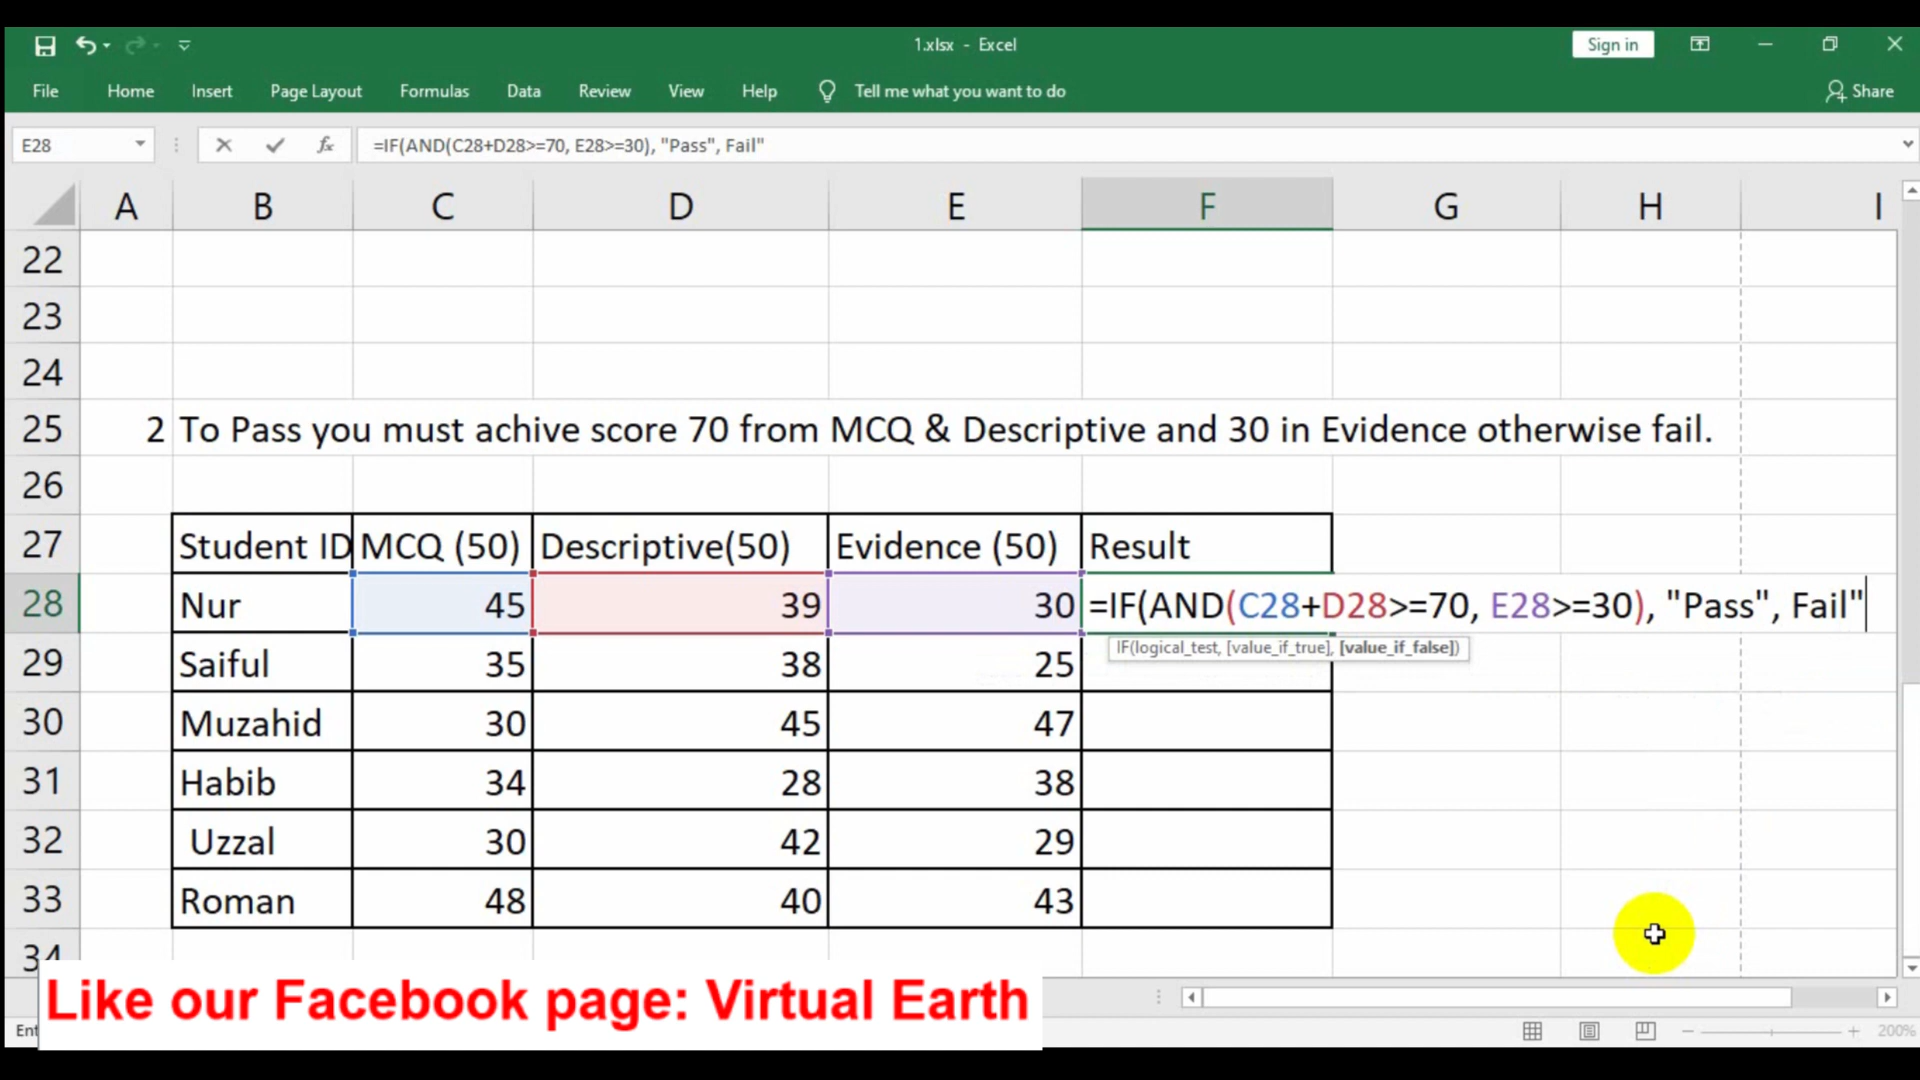 1.xlsx - Excel
Sign in
File Home Insert Page Layout Formulas Data Review View Help Tell me what you want to do Share
E28 fx =IF(AND(C28+D28>=70, E28>=30), "Pass", Fail"
A B C D E F G H I
22
23
24
25 2 To Pass you must achive score 70 from MCQ & Descriptive and 30 in Evidence otherwise fail.
26
27 Student ID MCQ (50) Descriptive(50) Evidence (50) Result
28 Nur 45 39 30 =IF(AND(C28+D28>=70, E28>=30), "Pass", Fail"
IF(logical_test, [value_if_true], [value_if_false])
29 Saiful 35 38 25
30 Muzahid 30 45 47
31 Habib 34 28 38
32 Uzzal 30 42 29
33 Roman 48 40 43
34
Like our Facebook page: Virtual Earth
Ent
200%